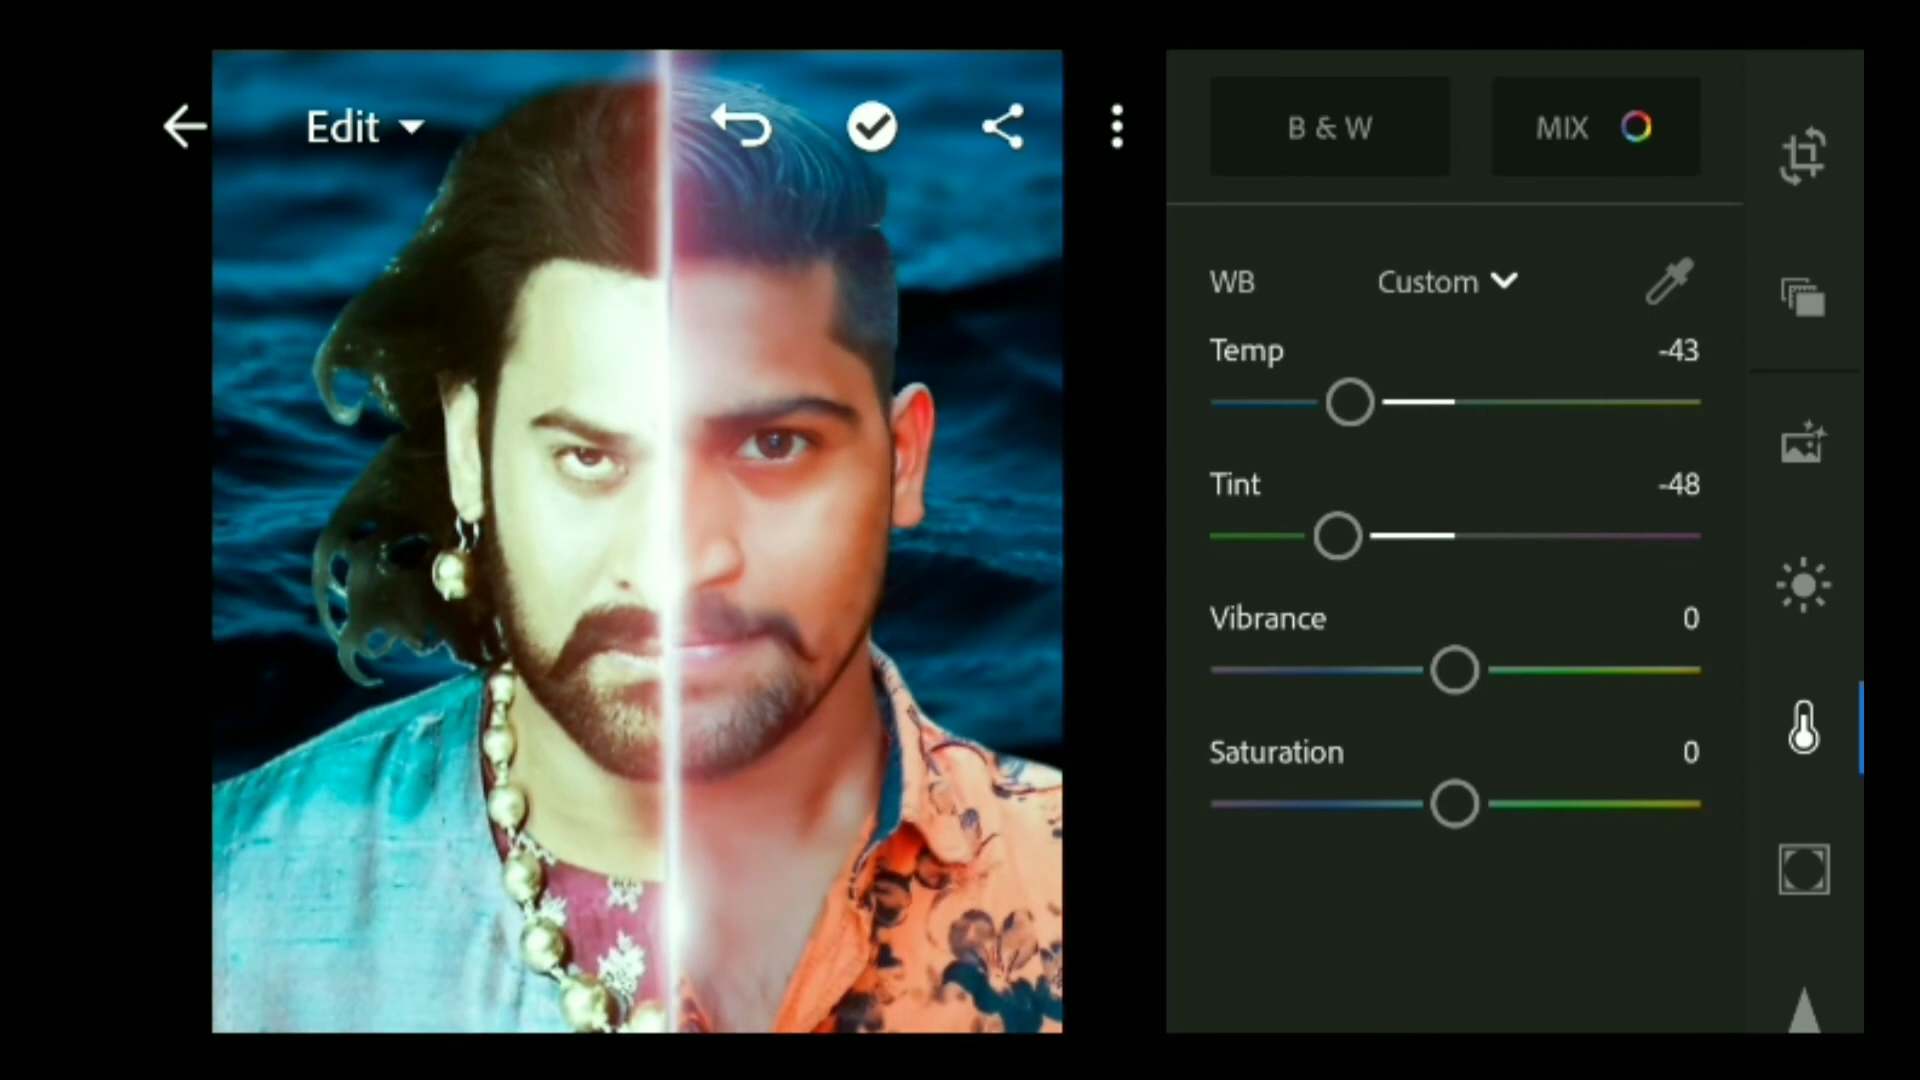 Edit
B & W
MIX
WB Custom
Temp -43
Tint -48
Vibrance 0
Saturation 0